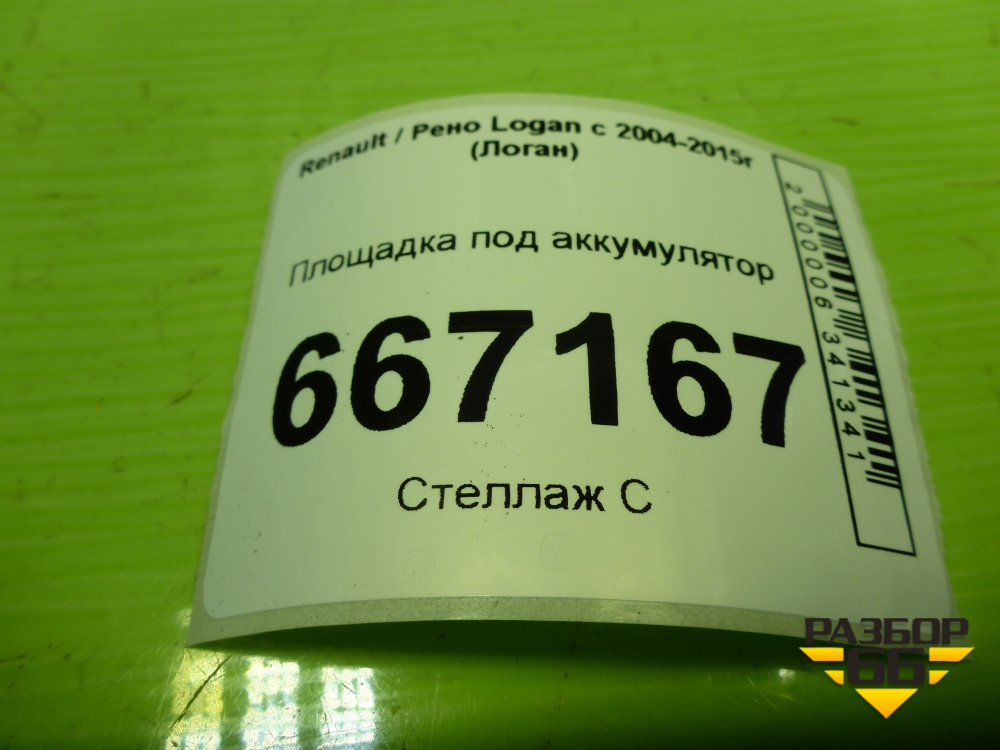 Renault / Рено Logan с 2004-2015г
(Логан)
Площадка под аккумулятор
667167
Стеллаж С
2000006341341
РАЗБОР
66